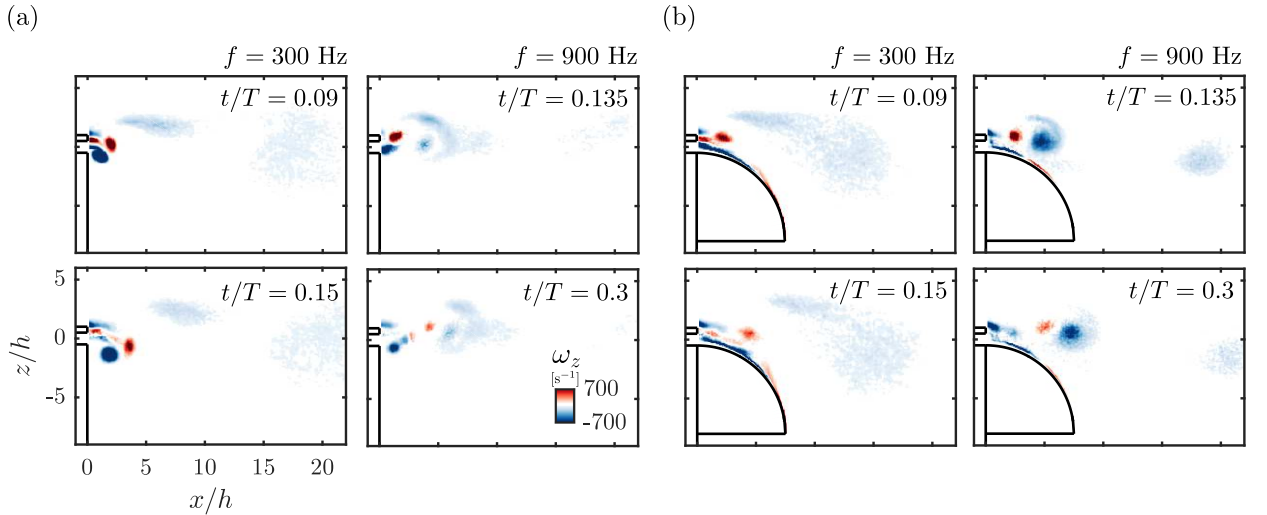 (a)
(b)
f = 300 Hz
f = 900 Hz
f = 300 Hz
f = 900 Hz
t/T = 0.09
t/T = 0.135
t/T = 0.09
t/T = 0.135
t/T = 0.15
t/T = 0.3
t/T = 0.15
t/T = 0.3
5
0
-5
z/h
ω_z
[s⁻¹]
700
-700
0
5
10
15
20
x/h